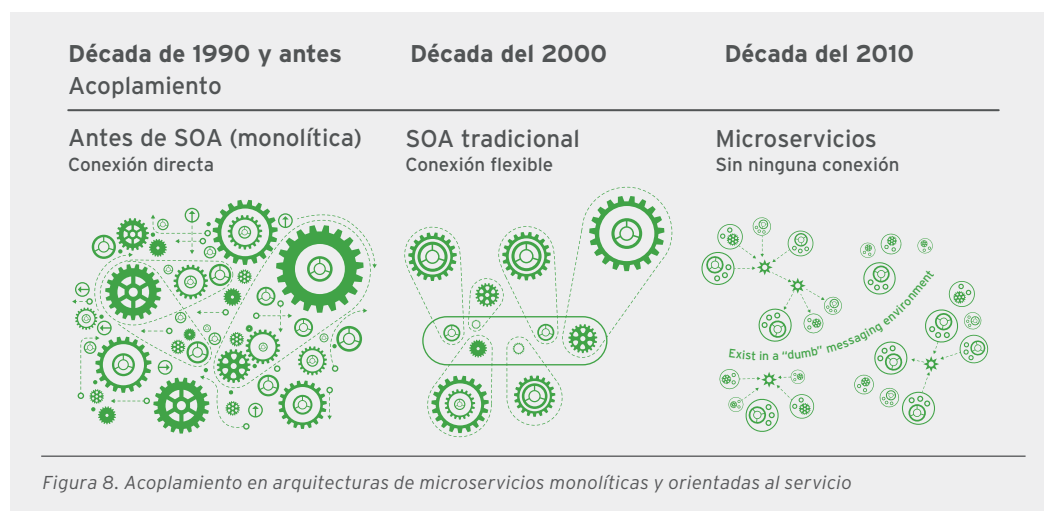 Década de 1990 y antes
Acoplamiento
Década del 2000
Década del 2010
Antes de SOA (monolítica)
Conexión directa
SOA tradicional
Conexión flexible
Microservicios
Sin ninguna conexión
Exist in a “dumb” messaging environment
Figura 8. Acoplamiento en arquitecturas de microservicios monolíticas y orientadas al servicio